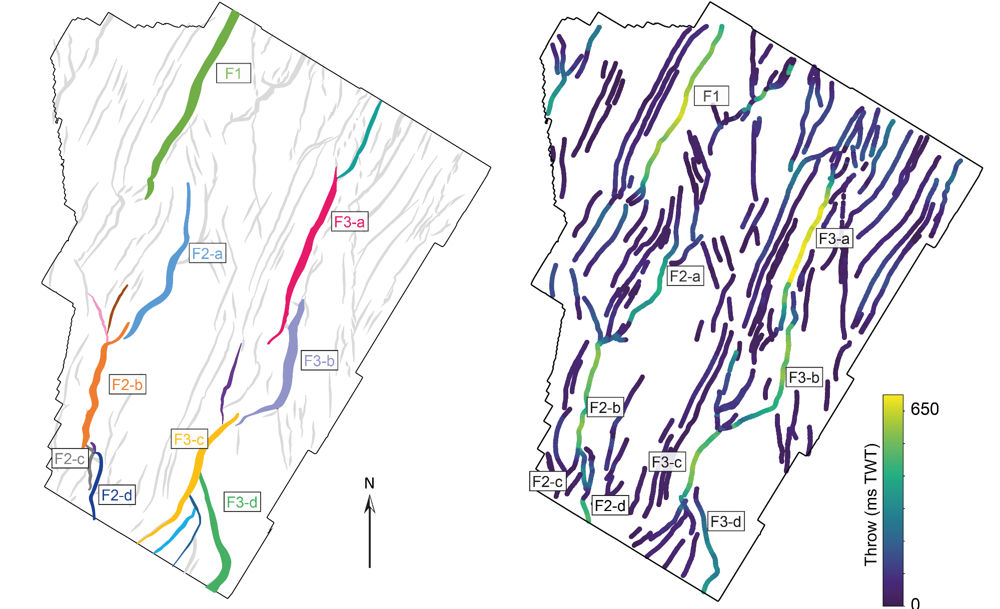 F1
F3-a
F2-a
F3-b
F2-b
F3-c
F2-c
F2-d
F3-d
N
F1
F3-a
F2-a
F3-b
F2-b
F3-c
F2-c
F2-d
F3-d
650
Throw (ms TWT)
0